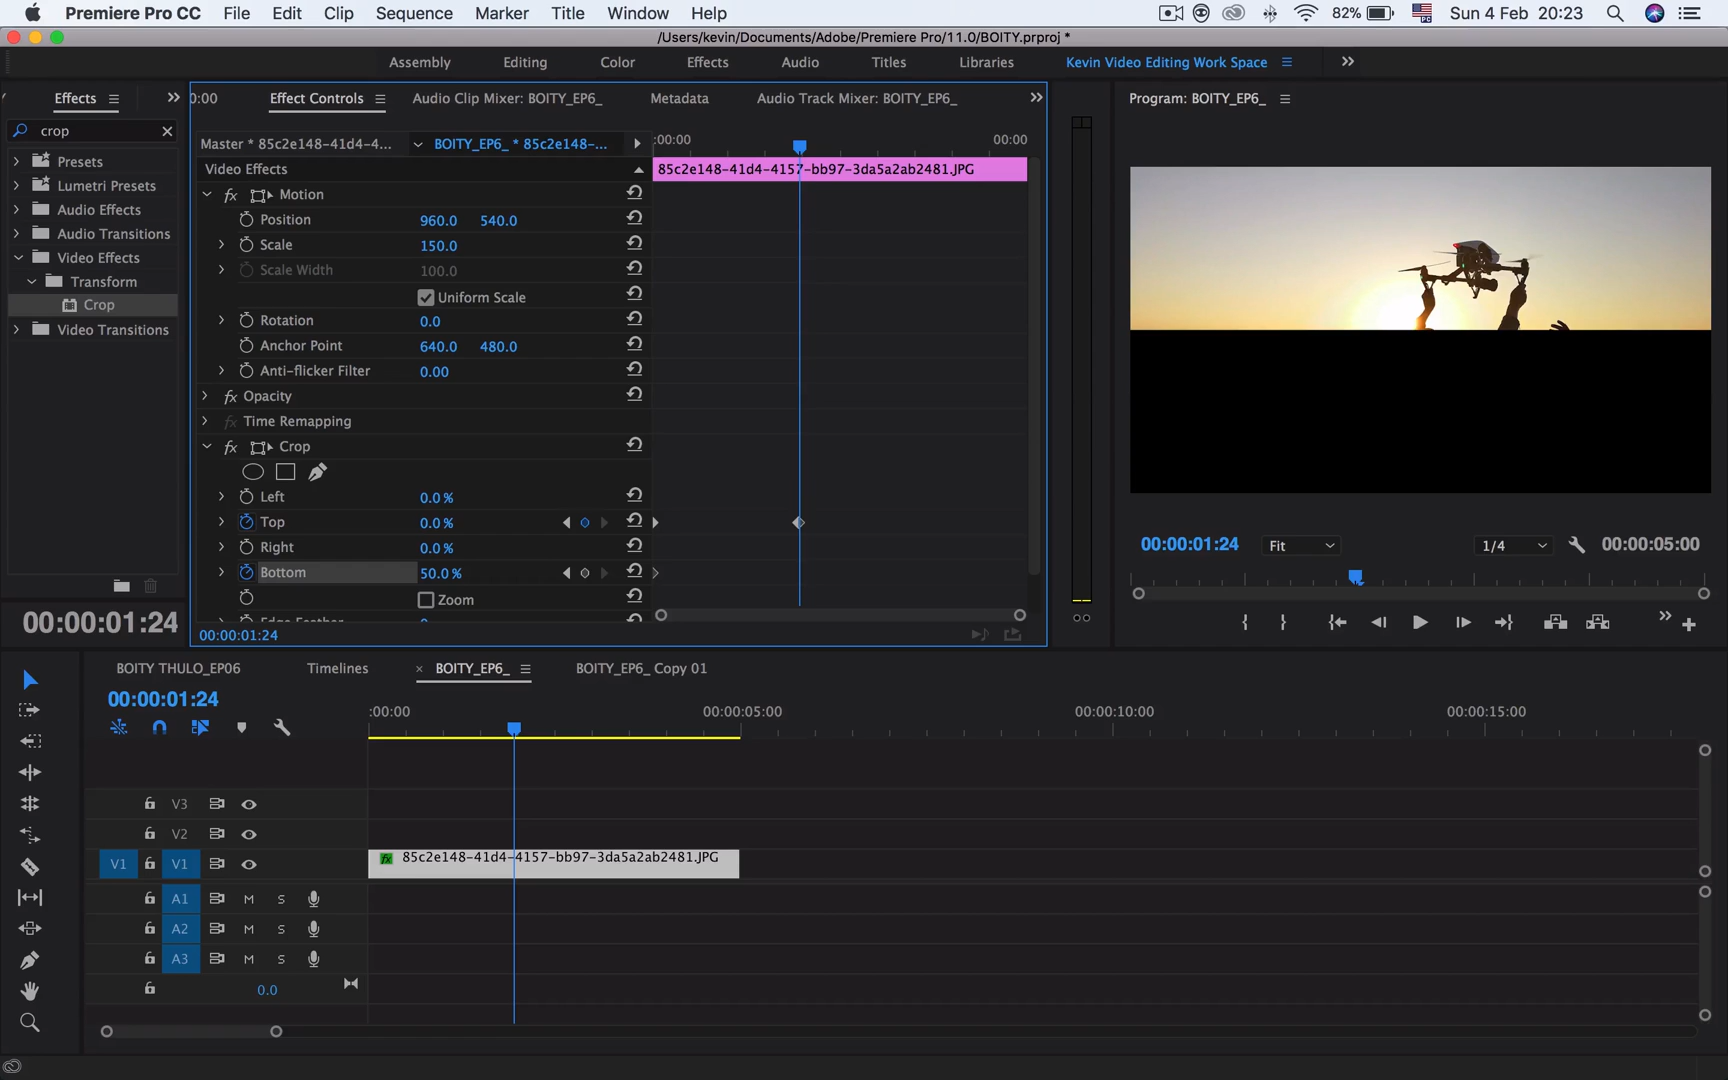 Premiere Pro CC File Edit Clip Sequence Marker Title Window Help 82% Sun 4 Feb 20:23
/Users/kevin/Documents/Adobe/Premiere Pro/11.0/BOITY.prproj *
Assembly Editing Color Effects Audio Titles Libraries Kevin Video Editing Work Space
Effects
crop
Presets
Lumetri Presets
Audio Effects
Audio Transitions
Video Effects
Transform
Crop
Video Transitions
00:00:01:24
0:00 Effect Controls Audio Clip Mixer: BOITY_EP6_ Metadata Audio Track Mixer: BOITY_EP6_
Master * 85c2e148-41d4-4... BOITY_EP6_ * 85c2e148-... :00:00 00:00
Video Effects 85c2e148-41d4-4157-bb97-3da5a2ab2481.JPG
fx Motion
Position 960.0 540.0
Scale 150.0
Scale Width 100.0
Uniform Scale
Rotation 0.0
Anchor Point 640.0 480.0
Anti-flicker Filter 0.00
fx Opacity
fx Time Remapping
fx Crop
Left 0.0 %
Top 0.0 %
Right 0.0 %
Bottom 50.0 %
Zoom
00:00:01:24
Program: BOITY_EP6_
00:00:01:24 Fit 1/4 00:00:05:00
BOITY THULO_EP06 Timelines × BOITY_EP6_ BOITY_EP6_ Copy 01
00:00:01:24 :00:00 00:00:05:00 00:00:10:00 00:00:15:00
V3
V2
V1 V1 fx 85c2e148-41d4-4157-bb97-3da5a2ab2481.JPG
A1 M S
A2 M S
A3 M S
0.0